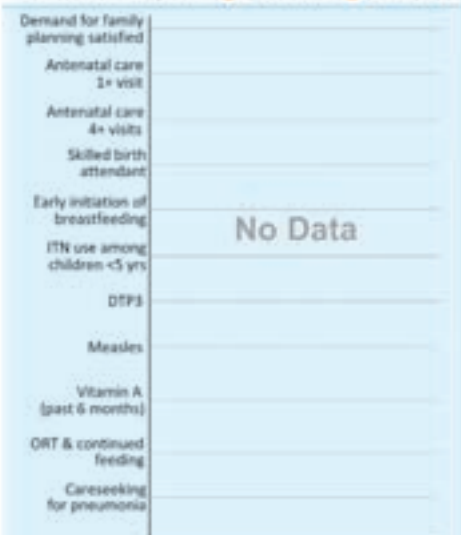 Demand for family
planning satisfied
Antenatal care
1+ visit
Antenatal care
4+ visits
Skilled birth
attendant
Early initiation of
breastfeeding
No Data
ITN use among
children <5 yrs
DTP3
Measles
Vitamin A
(past 6 months)
ORT & continued
feeding
Careseeking
for pneumonia